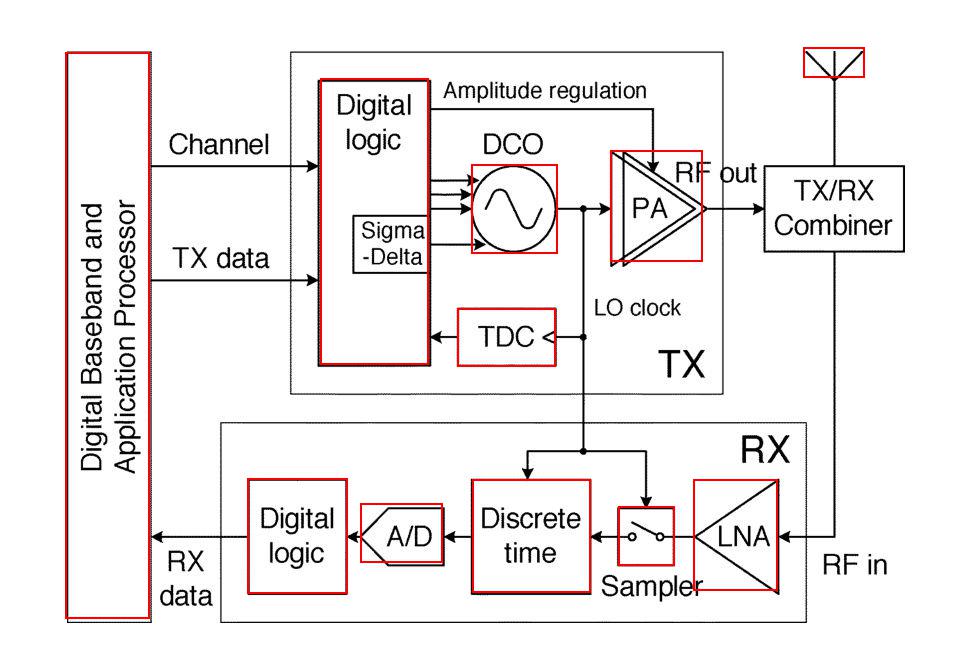 Digital Baseband and
Application Processor
Channel
TX data
Digital
logic
Amplitude regulation
DCO
Sigma
-Delta
PA
RF out
TX/RX
Combiner
TDC
LO clock
TX
RX
Digital
logic
A/D
Discrete
time
Sampler
LNA
RF in
RX
data